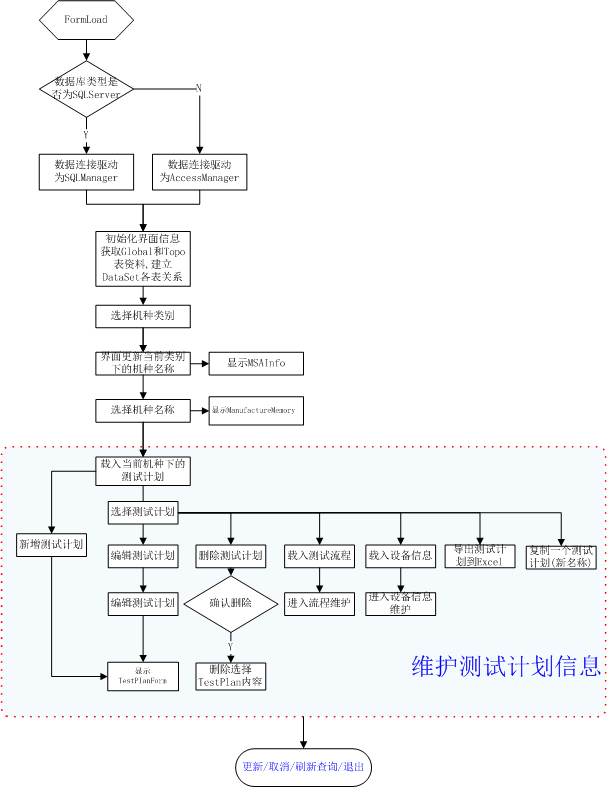 FormLoad
数据库类型是
否为SQLServer
N
Y
数据连接驱动
为SQLManager
数据连接驱动
为AccessManager
初始化界面信息
获取Global和Topo
表资料,建立
DataSet各表关系
选择机种类别
界面更新当前类别
下的机种名称
显示MSAInfo
选择机种名称
显示ManufactureMemory
载入当前机种下的
测试计划
选择测试计划
新增测试计划
编辑测试计划
删除测试计划
载入测试流程
载入设备信息
导出测试计
划到Excel
复制一个测试
计划(新名称)
编辑测试计划
确认删除
进入流程维护
进入设备信息
维护
Y
显示
TestPlanForm
删除选择
TestPlan内容
维护测试计划信息
更新/取消/刷新查询/退出